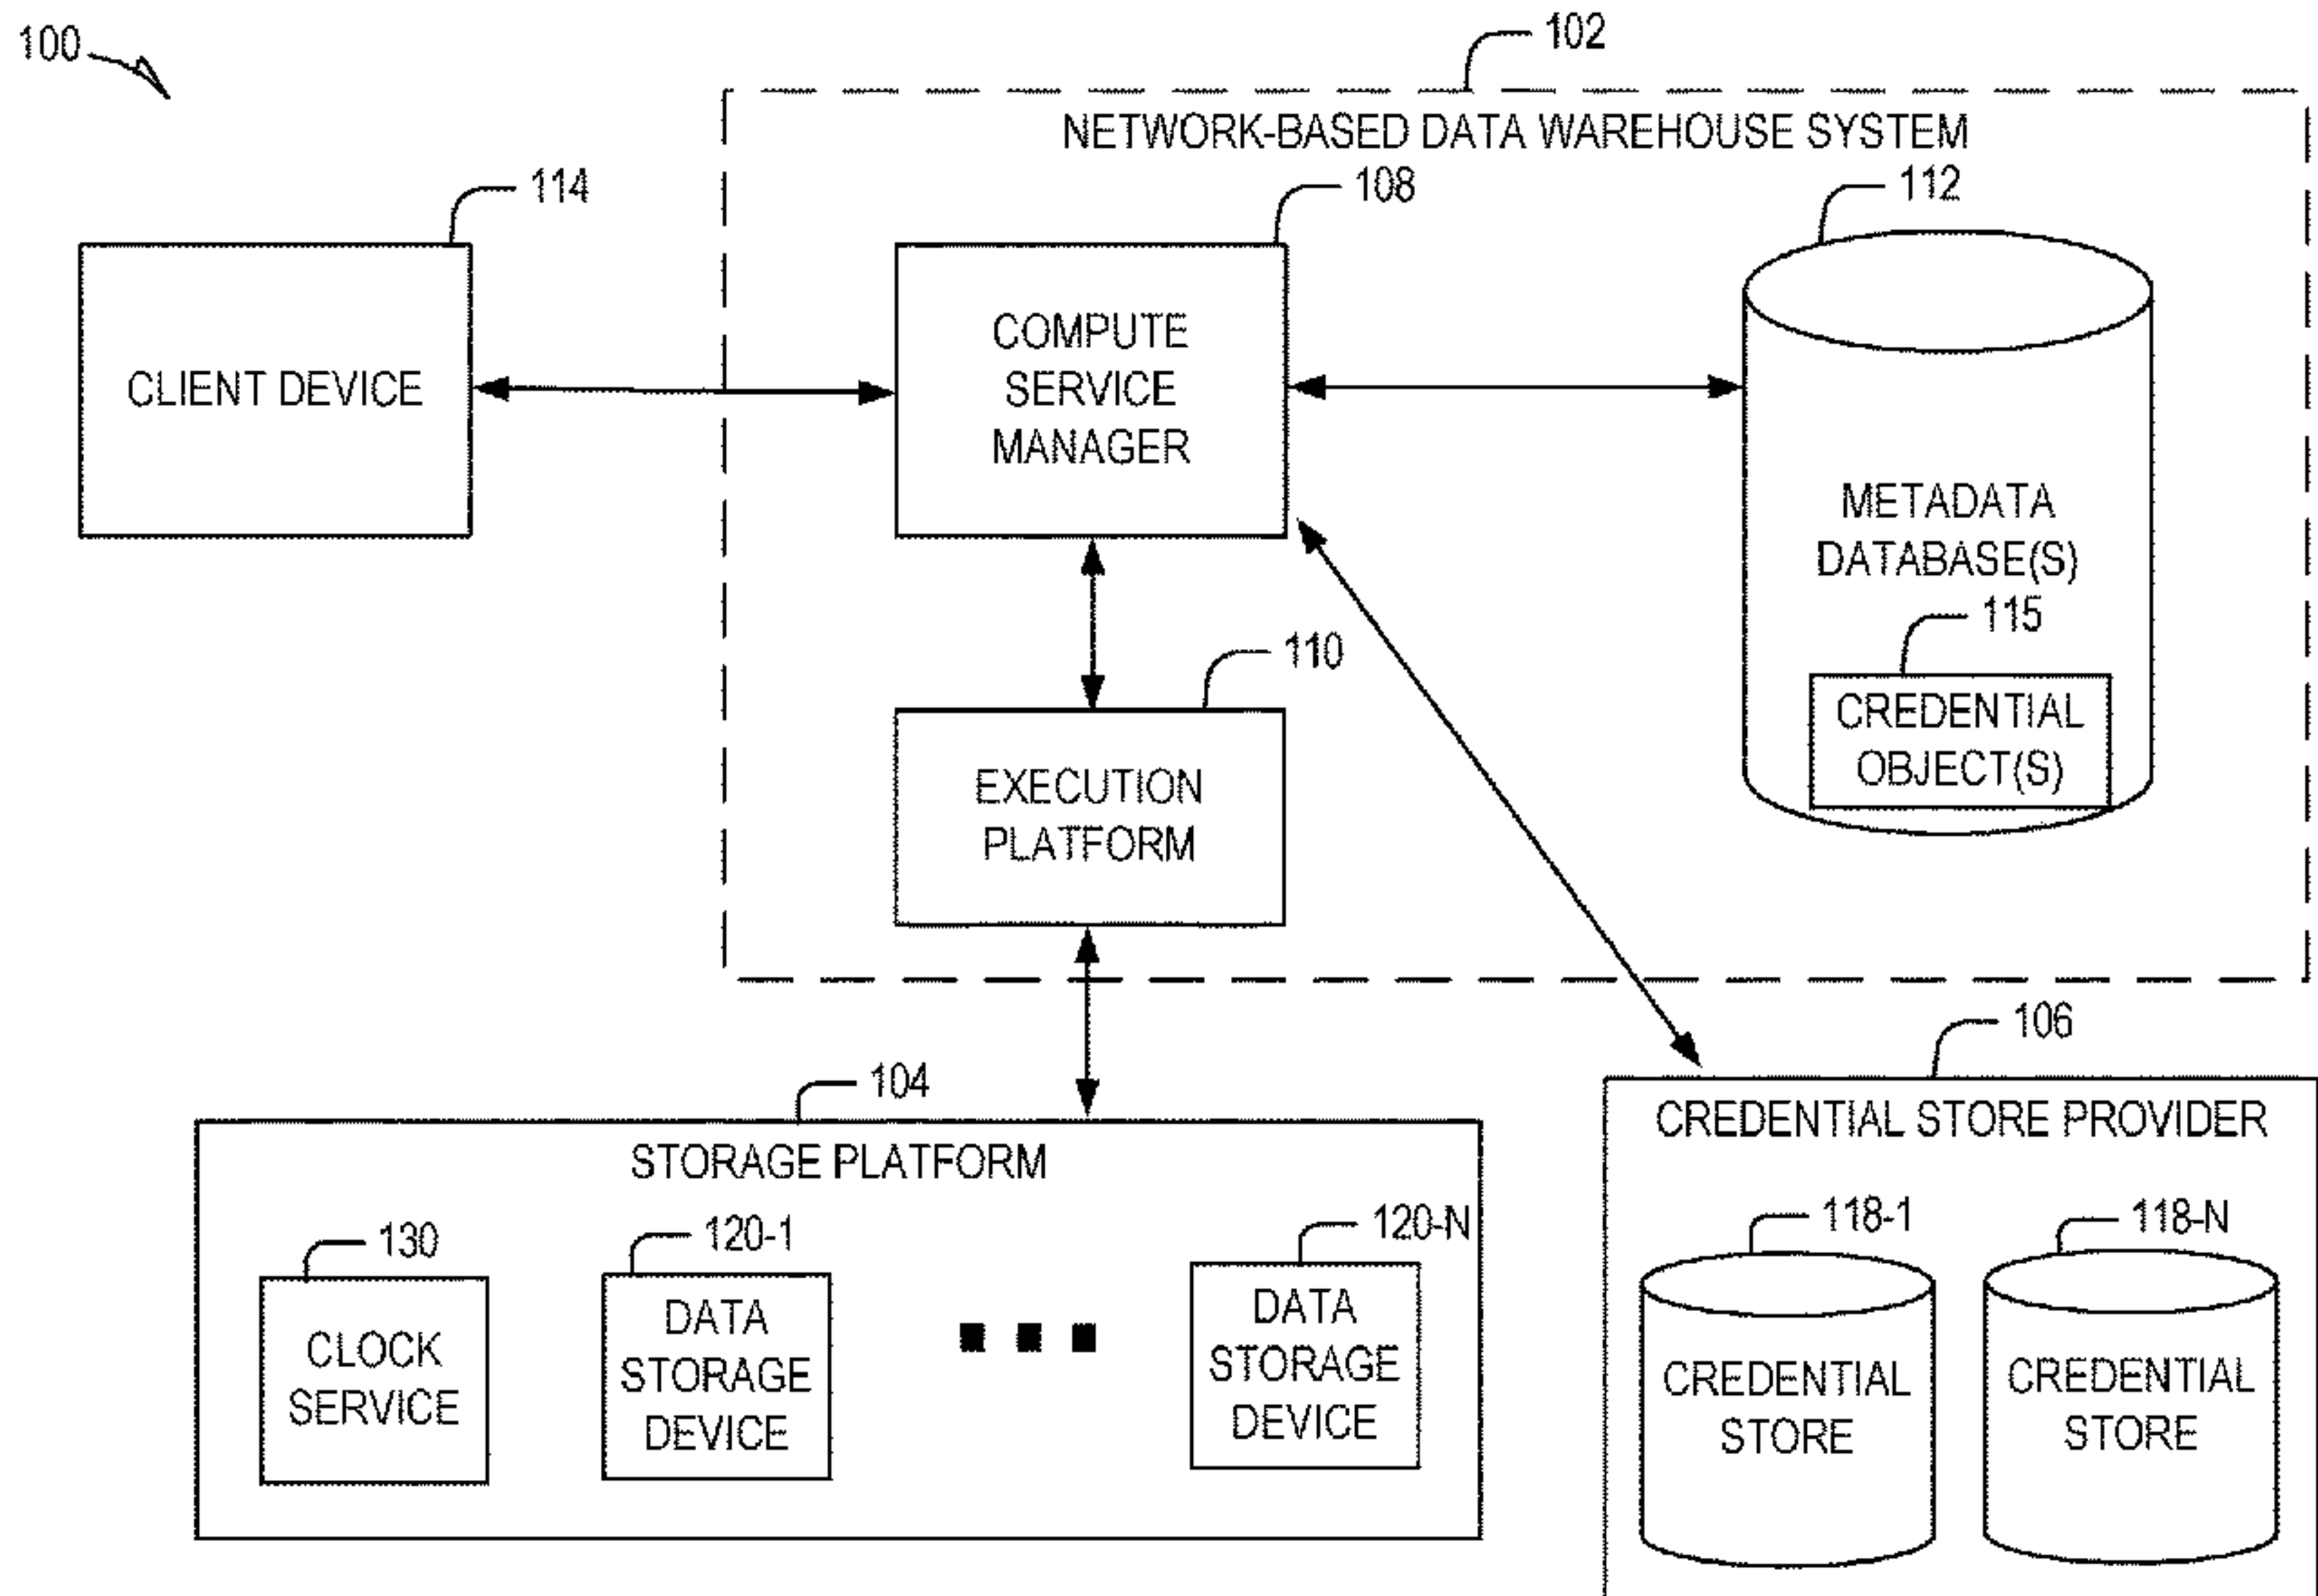 100
102
NETWORK-BASED DATA WAREHOUSE SYSTEM
114
108
112
CLIENT DEVICE
COMPUTE
SERVICE
MANAGER
METADATA
DATABASE(S)
115
CREDENTIAL
OBJECT(S)
110
EXECUTION
PLATFORM
104
STORAGE PLATFORM
130
CLOCK
SERVICE
120-1
DATA
STORAGE
DEVICE
120-N
DATA
STORAGE
DEVICE
106
CREDENTIAL STORE PROVIDER
118-1
CREDENTIAL
STORE
118-N
CREDENTIAL
STORE